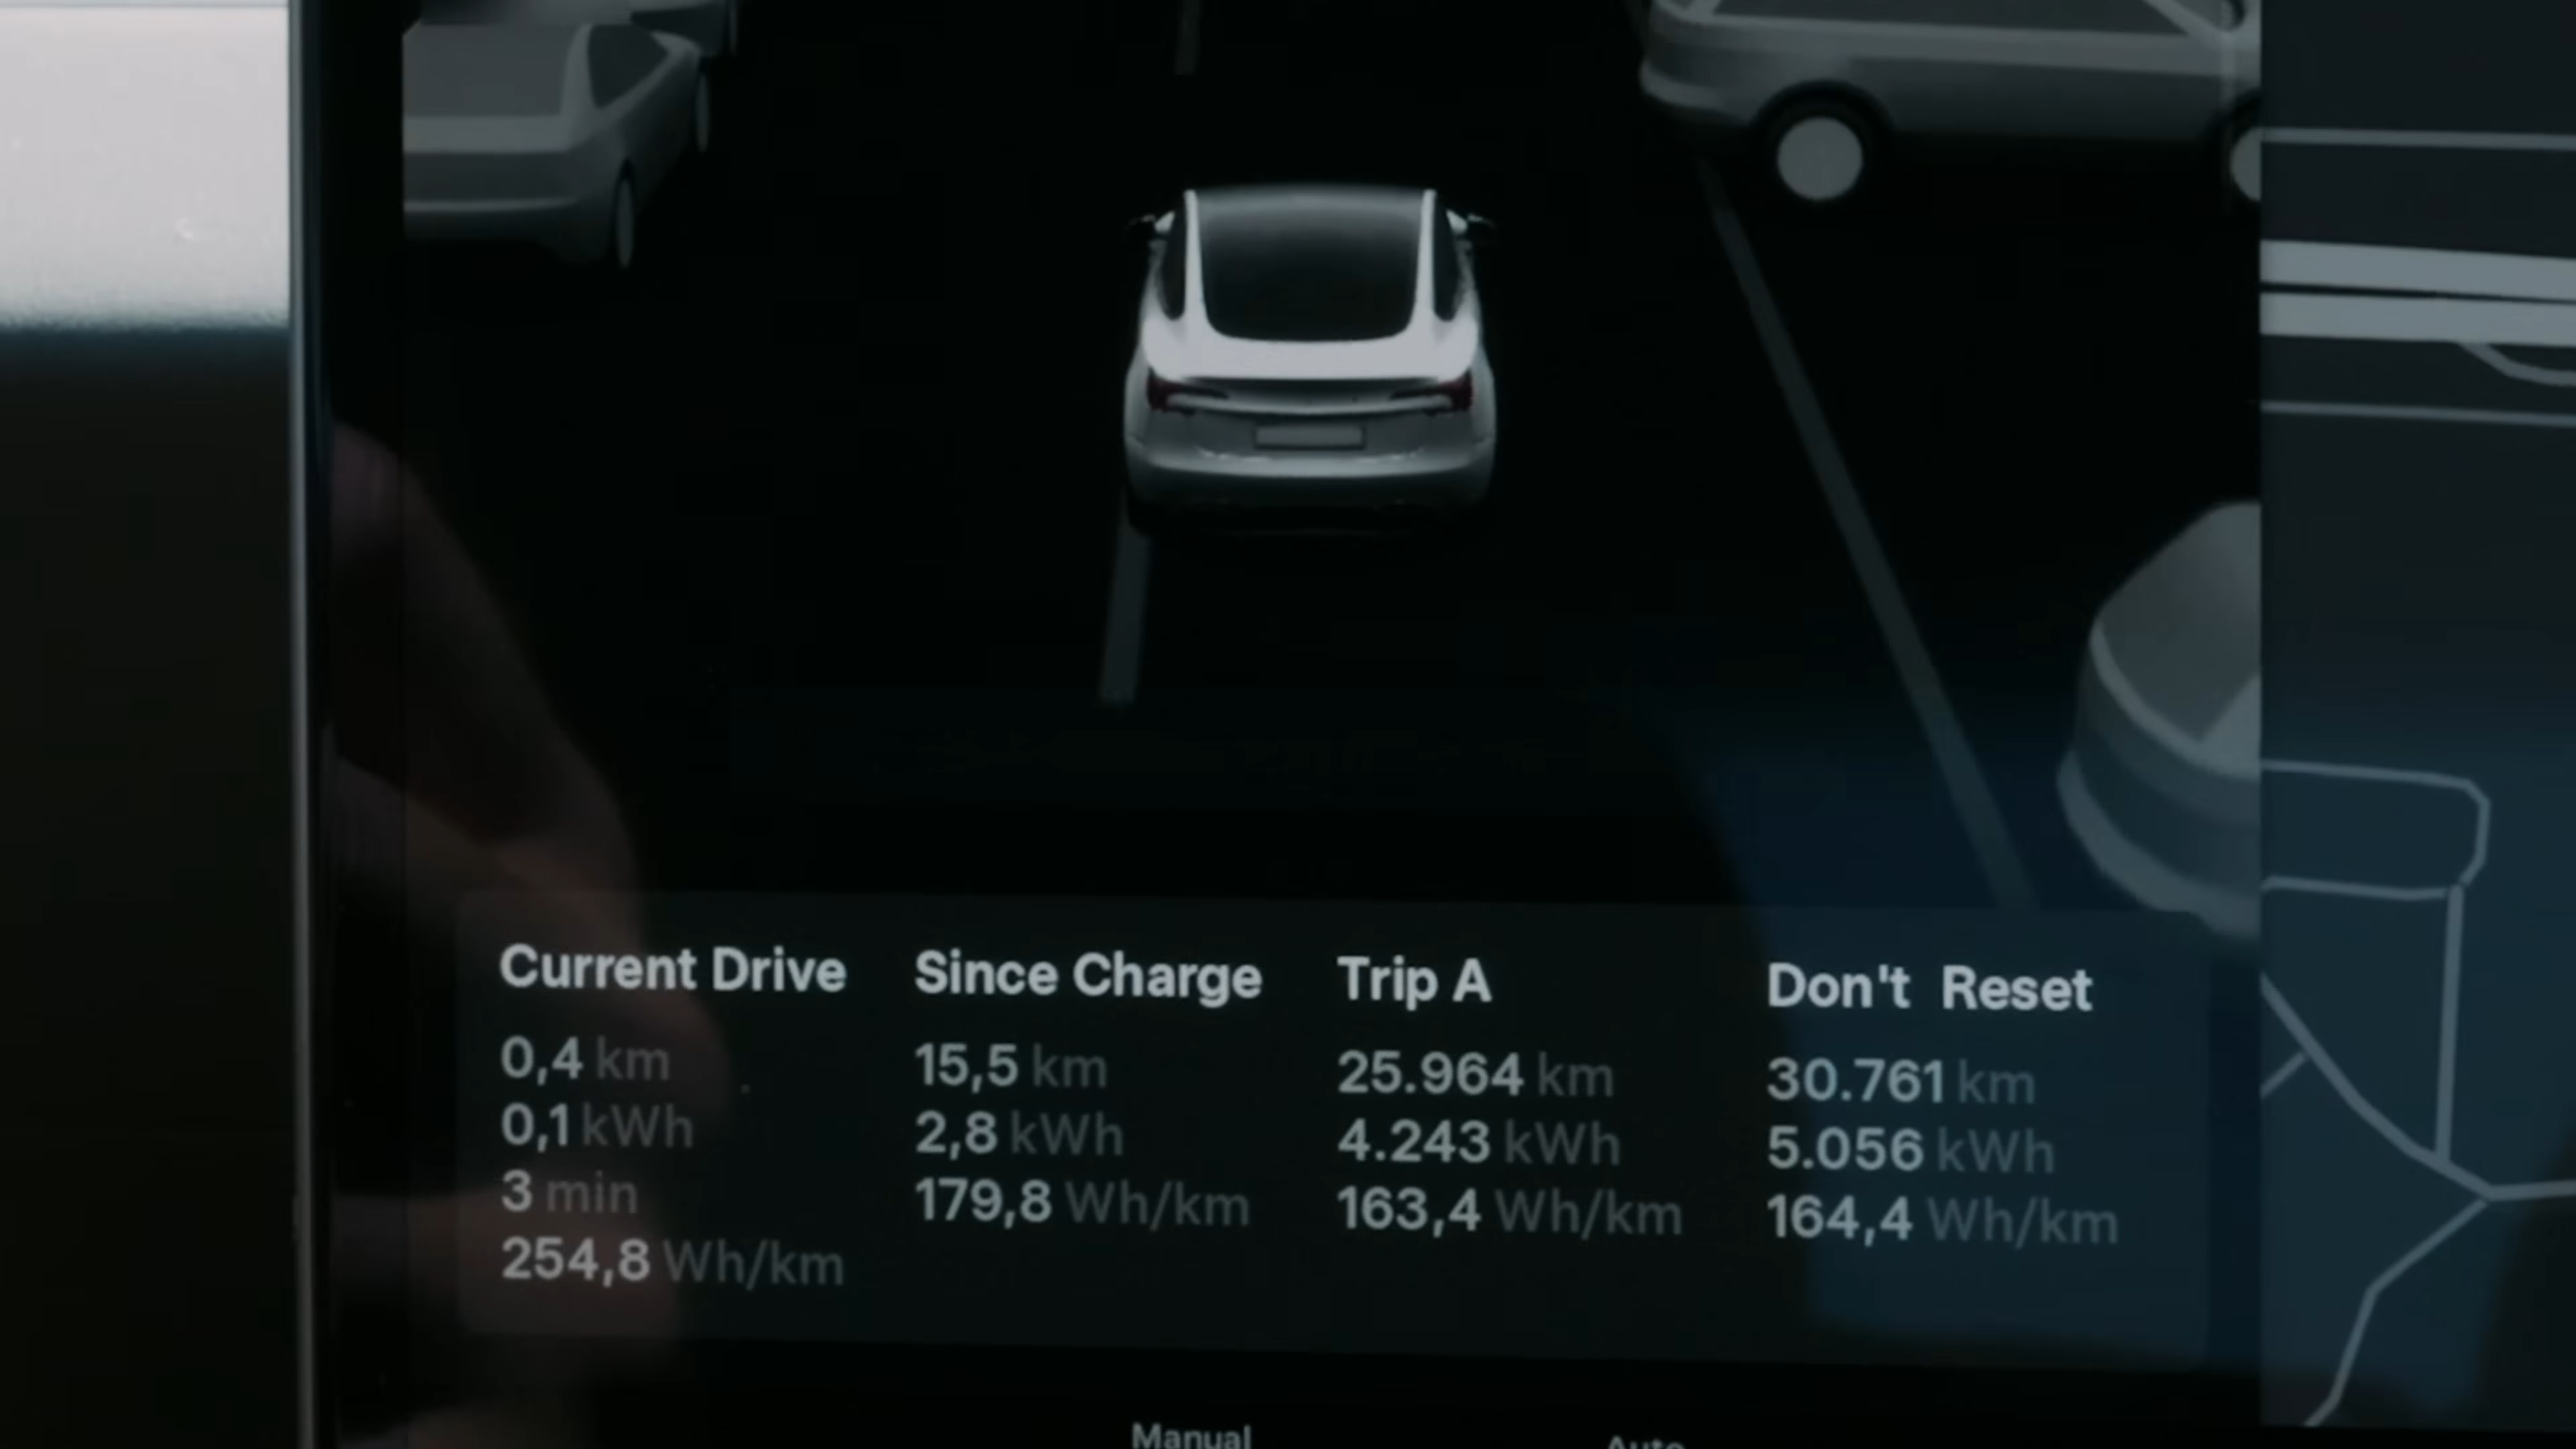 Current Drive
0,4 km
0,1 kWh
3 min
254,8 Wh/km
Since Charge
15,5 km
2,8 kWh
179,8 Wh/km
Trip A
25.964 km
4.243 kWh
163,4 Wh/km
Don't Reset
30.761 km
5.056 kWh
164,4 Wh/km
Manual
Auto